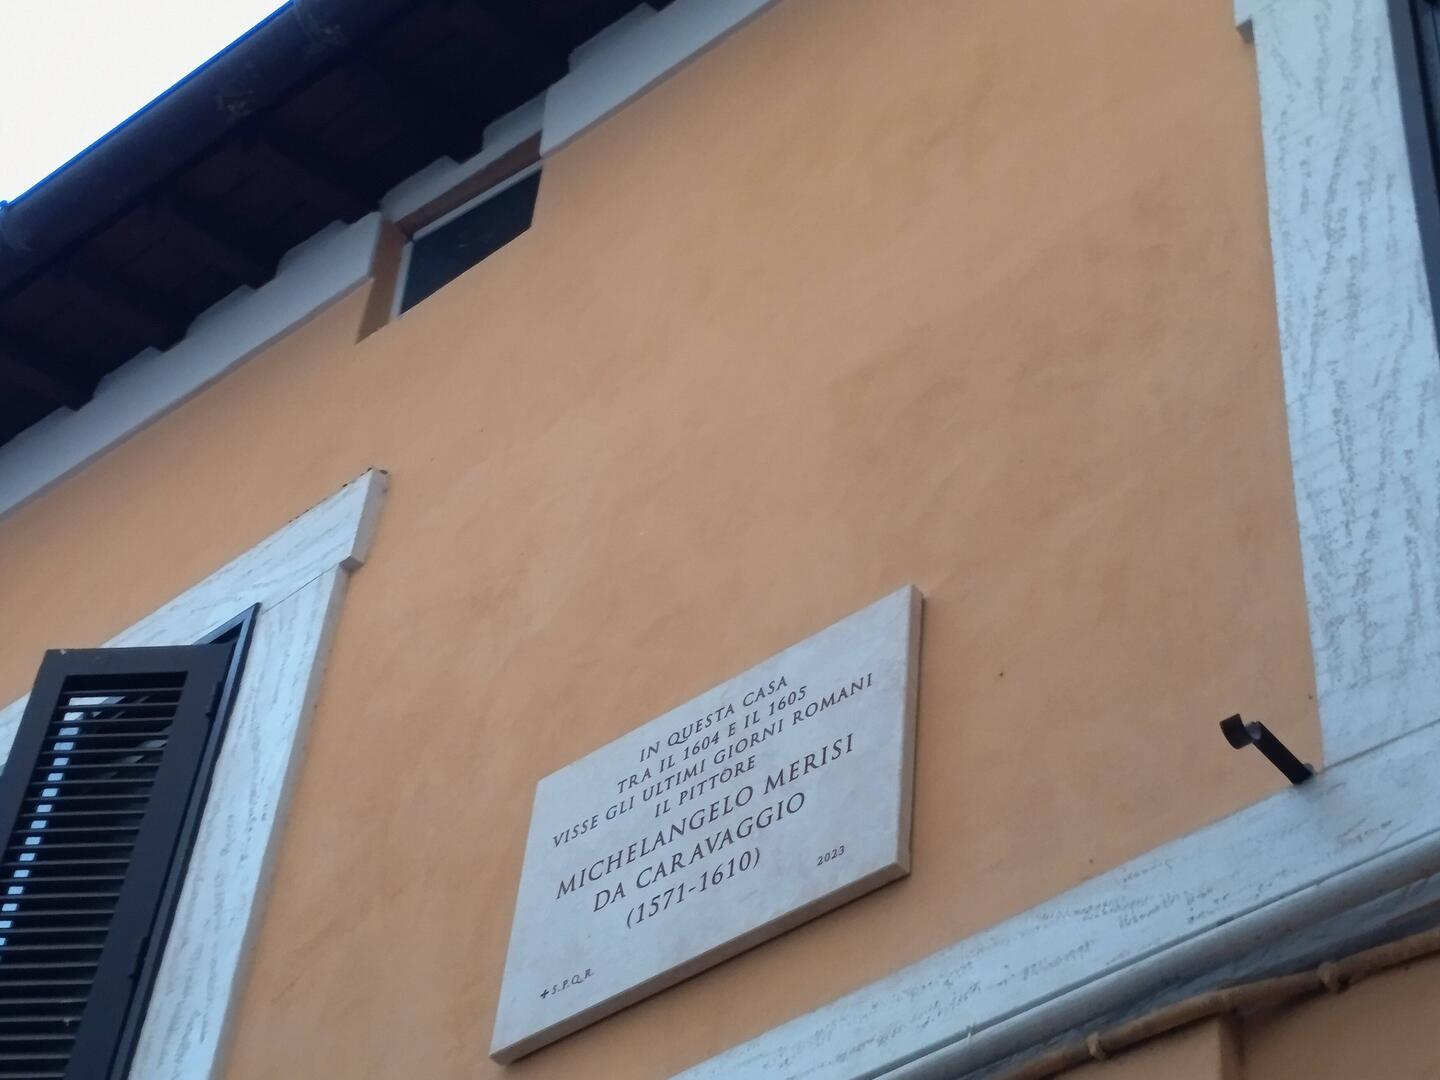 IN QUESTA CASA
TRA IL 1604 E IL 1605
VISSE GLI ULTIMI GIORNI ROMANI
IL PITTORE
MICHELANGELO MERISI
DA CARAVAGGIO
(1571-1610)
2023
+S.P.Q.R.